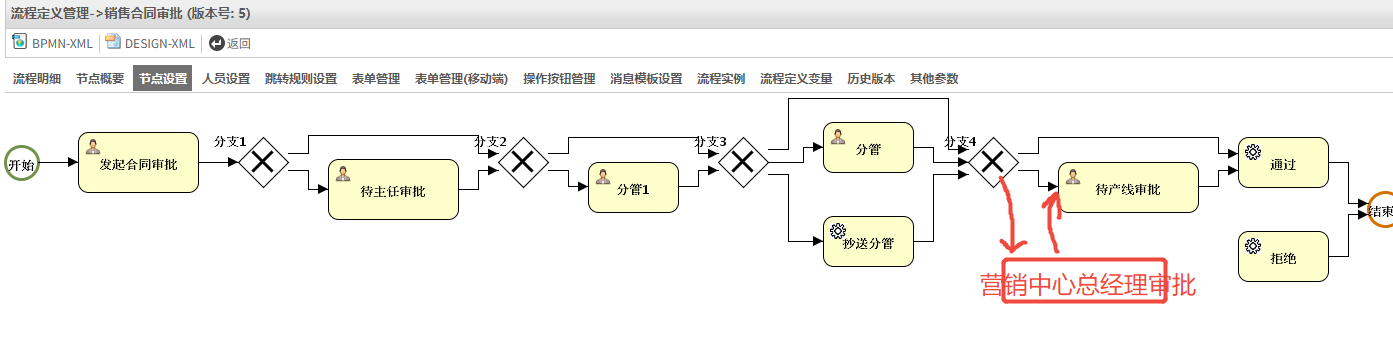 流程定义管理->销售合同审批 (版本号: 5)
BPMN-XML DESIGN-XML 返回
流程明细 节点概要 节点设置 人员设置 跳转规则设置 表单管理 表单管理(移动端) 操作按钮管理 消息模板设置 流程实例 流程定义变量 历史版本 其他参数
开始
发起合同审批
分支1
待主任审批
分支2
分管1
分支3
分管
抄送分管
分支4
待产线审批
通过
拒绝
结束
营销中心总经理审批